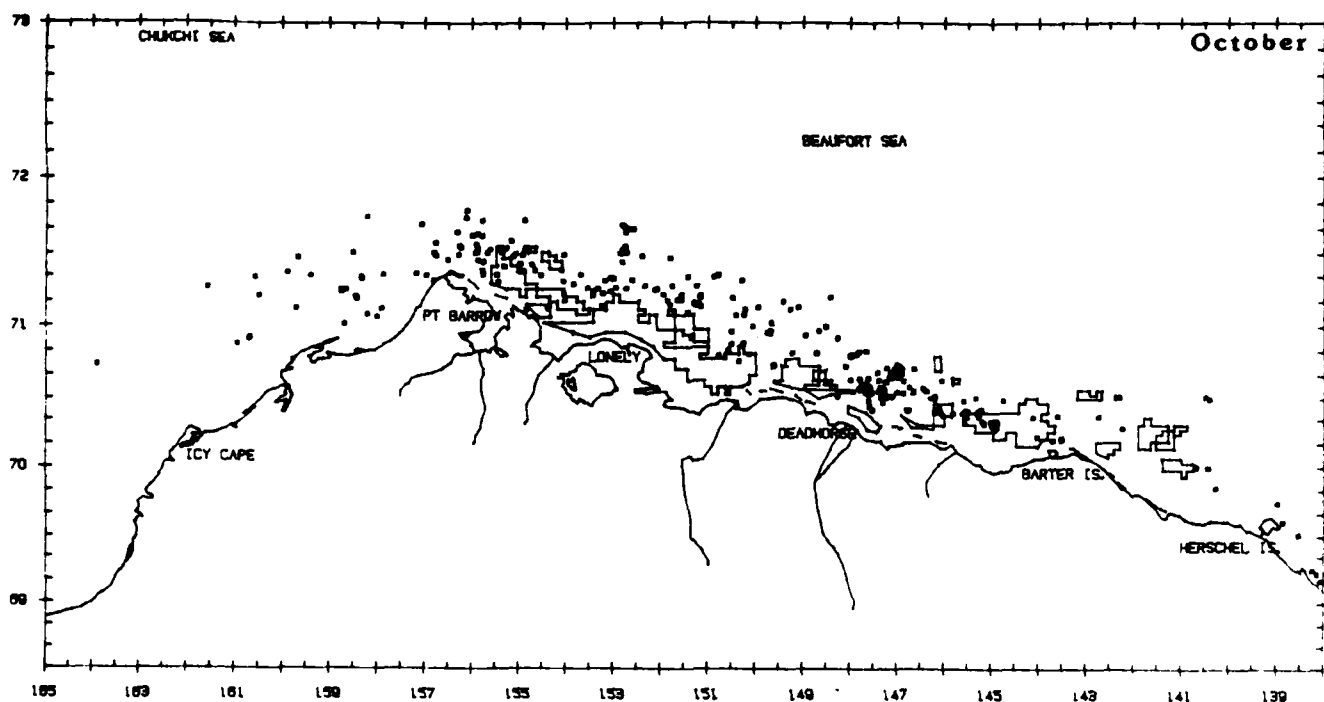 73
CHUKCHI SEA
October
BEAUFORT SEA
72
71
PT BARROW
LONELY
DEADHORSE
ICY CAPE
70
BARTER IS.
HERSCHEL IS.
69
165 163 161 159 157 155 153 151 149 147 145 143 141 139